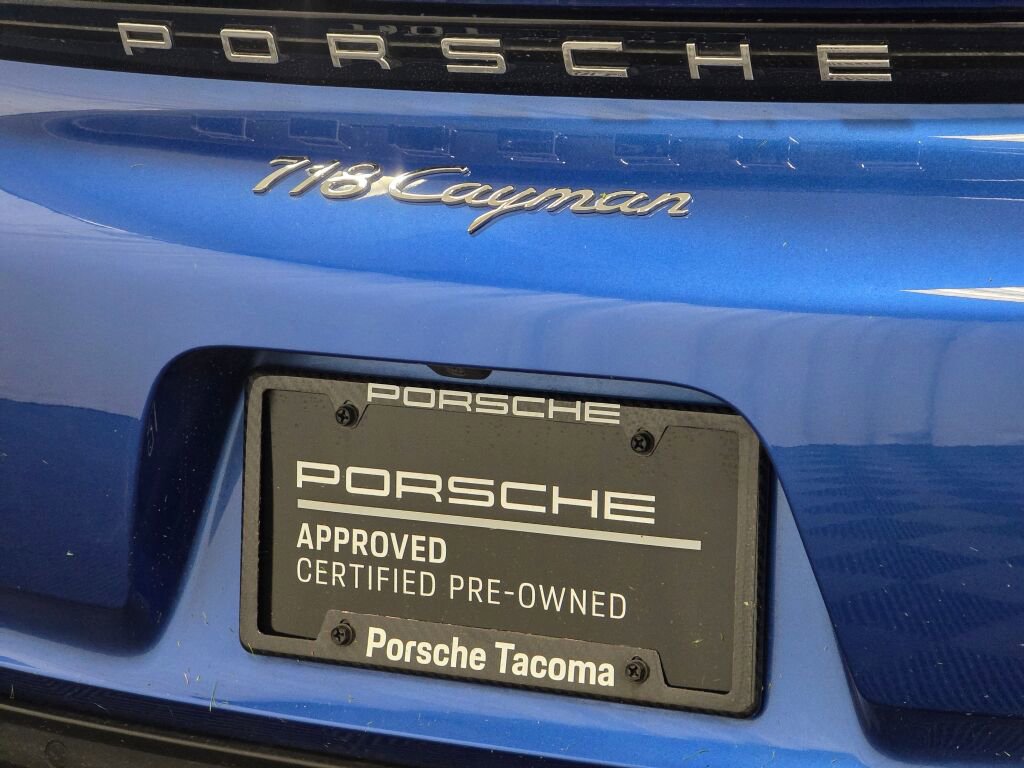 PORSCHE
718 Cayman
PORSCHE
PORSCHE
APPROVED
CERTIFIED PRE-OWNED
Porsche Tacoma